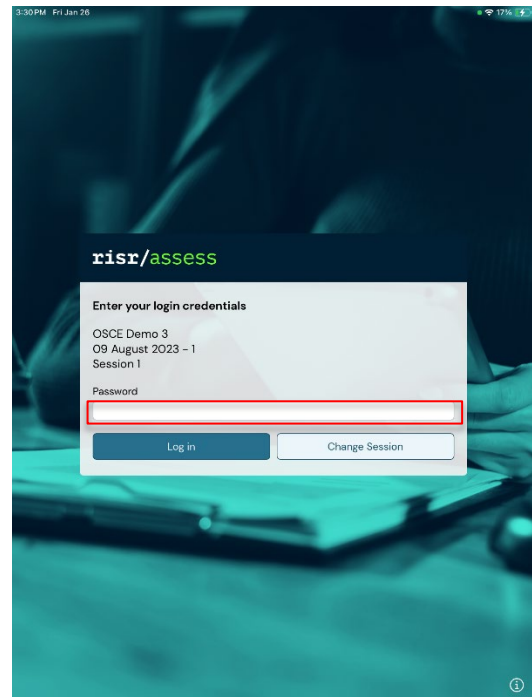 3:30 PM Fri Jan 26
17%
risr/assess
Enter your login credentials
OSCE Demo 3
09 August 2023 - 1
Session 1
Password
Log in
Change Session